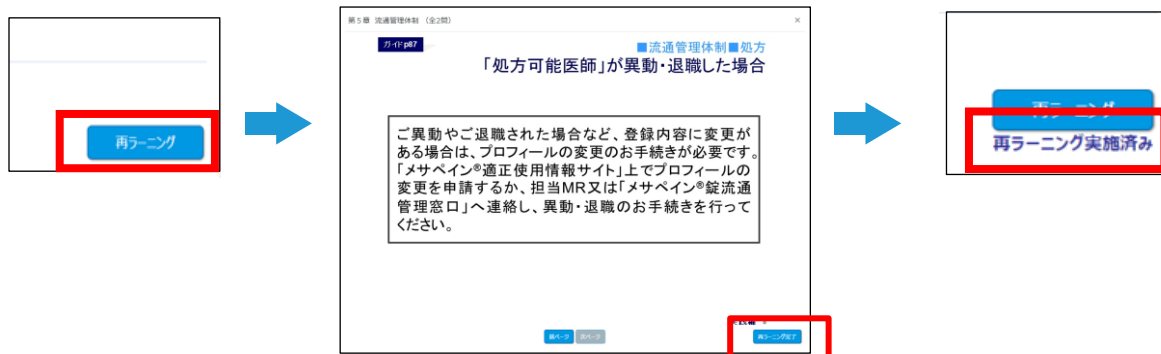 再ラーニング
第5章 流通管理体制 (全2問)
×
ガイドp87
■流通管理体制■処方
「処方可能医師」が異動・退職した場合
ご異動やご退職された場合など、登録内容に変更が
ある場合は、プロフィールの変更のお手続きが必要です。
「メサペイン®適正使用情報サイト」上でプロフィールの
変更を申請するか、担当MR又は「メサペイン®錠流通
管理窓口」へ連絡し、異動・退職のお手続きを行って
ください。
前ページ
次ページ
再ラーニング完了
再ラーニング
再ラーニング実施済み